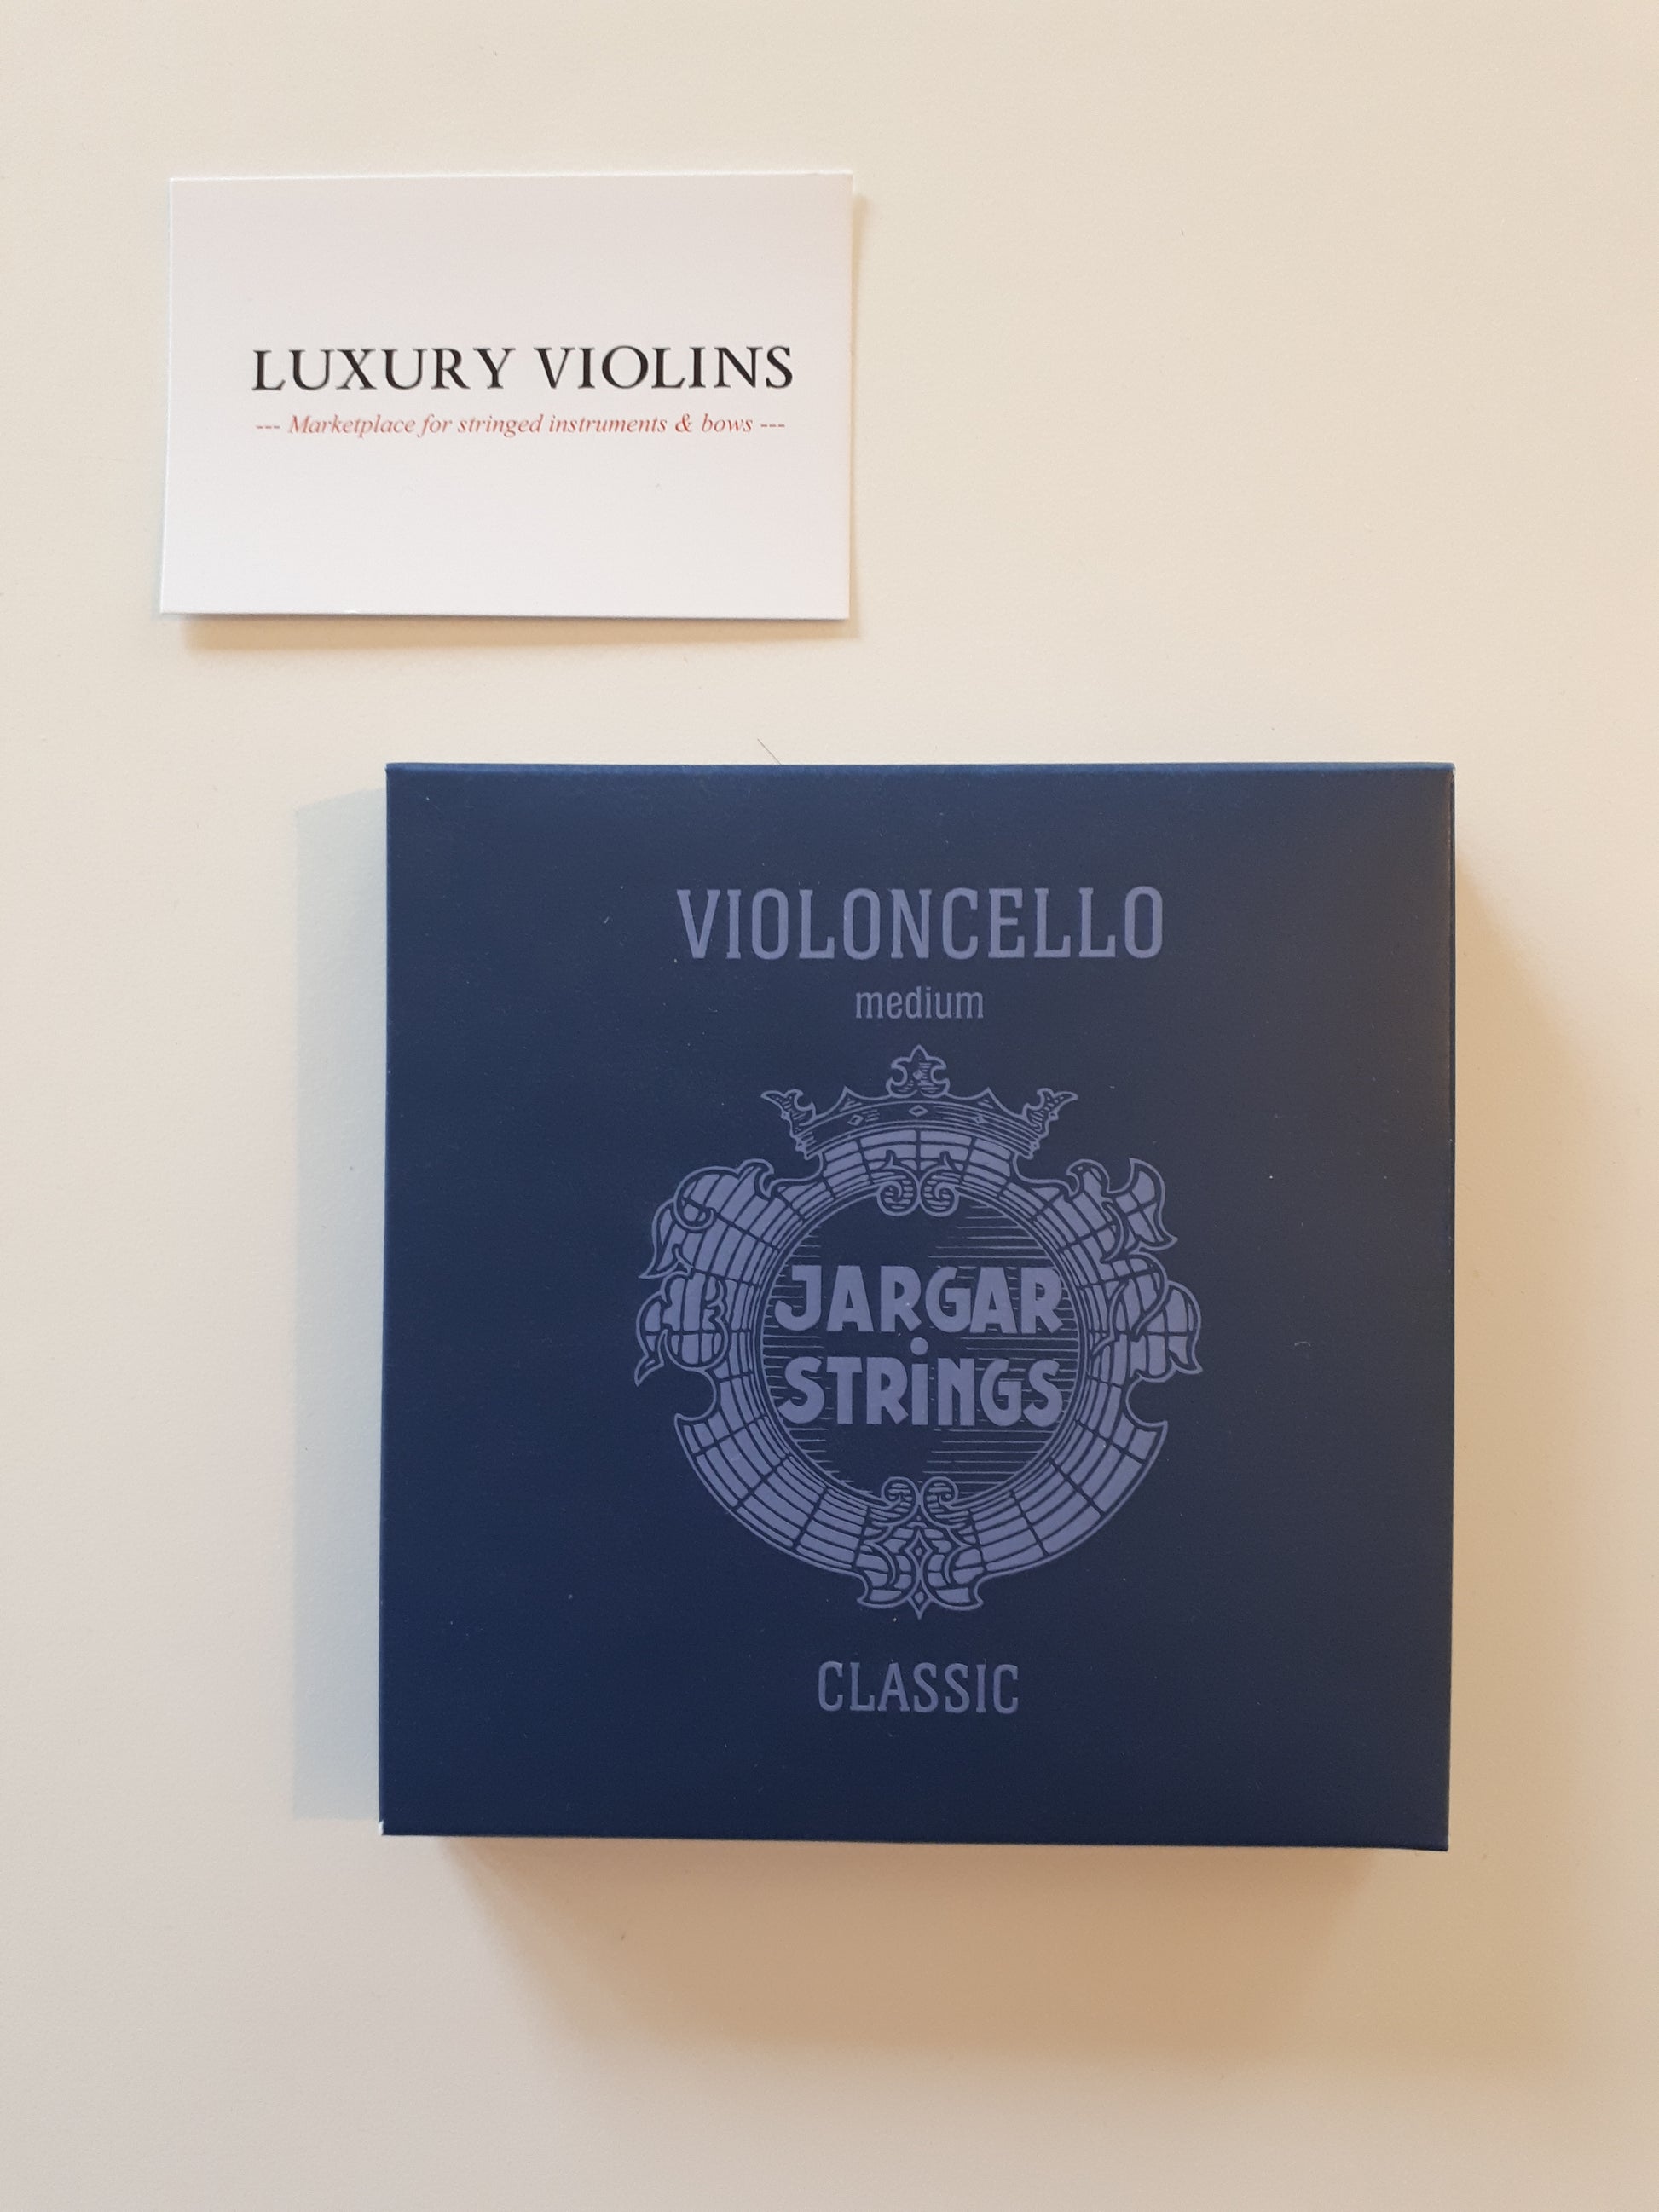 LUXURY VIOLINS
--- Marketplace for stringed instruments & bows ---
VIOLONCELLO
medium
JARGAR
STRiNGS
CLASSIC